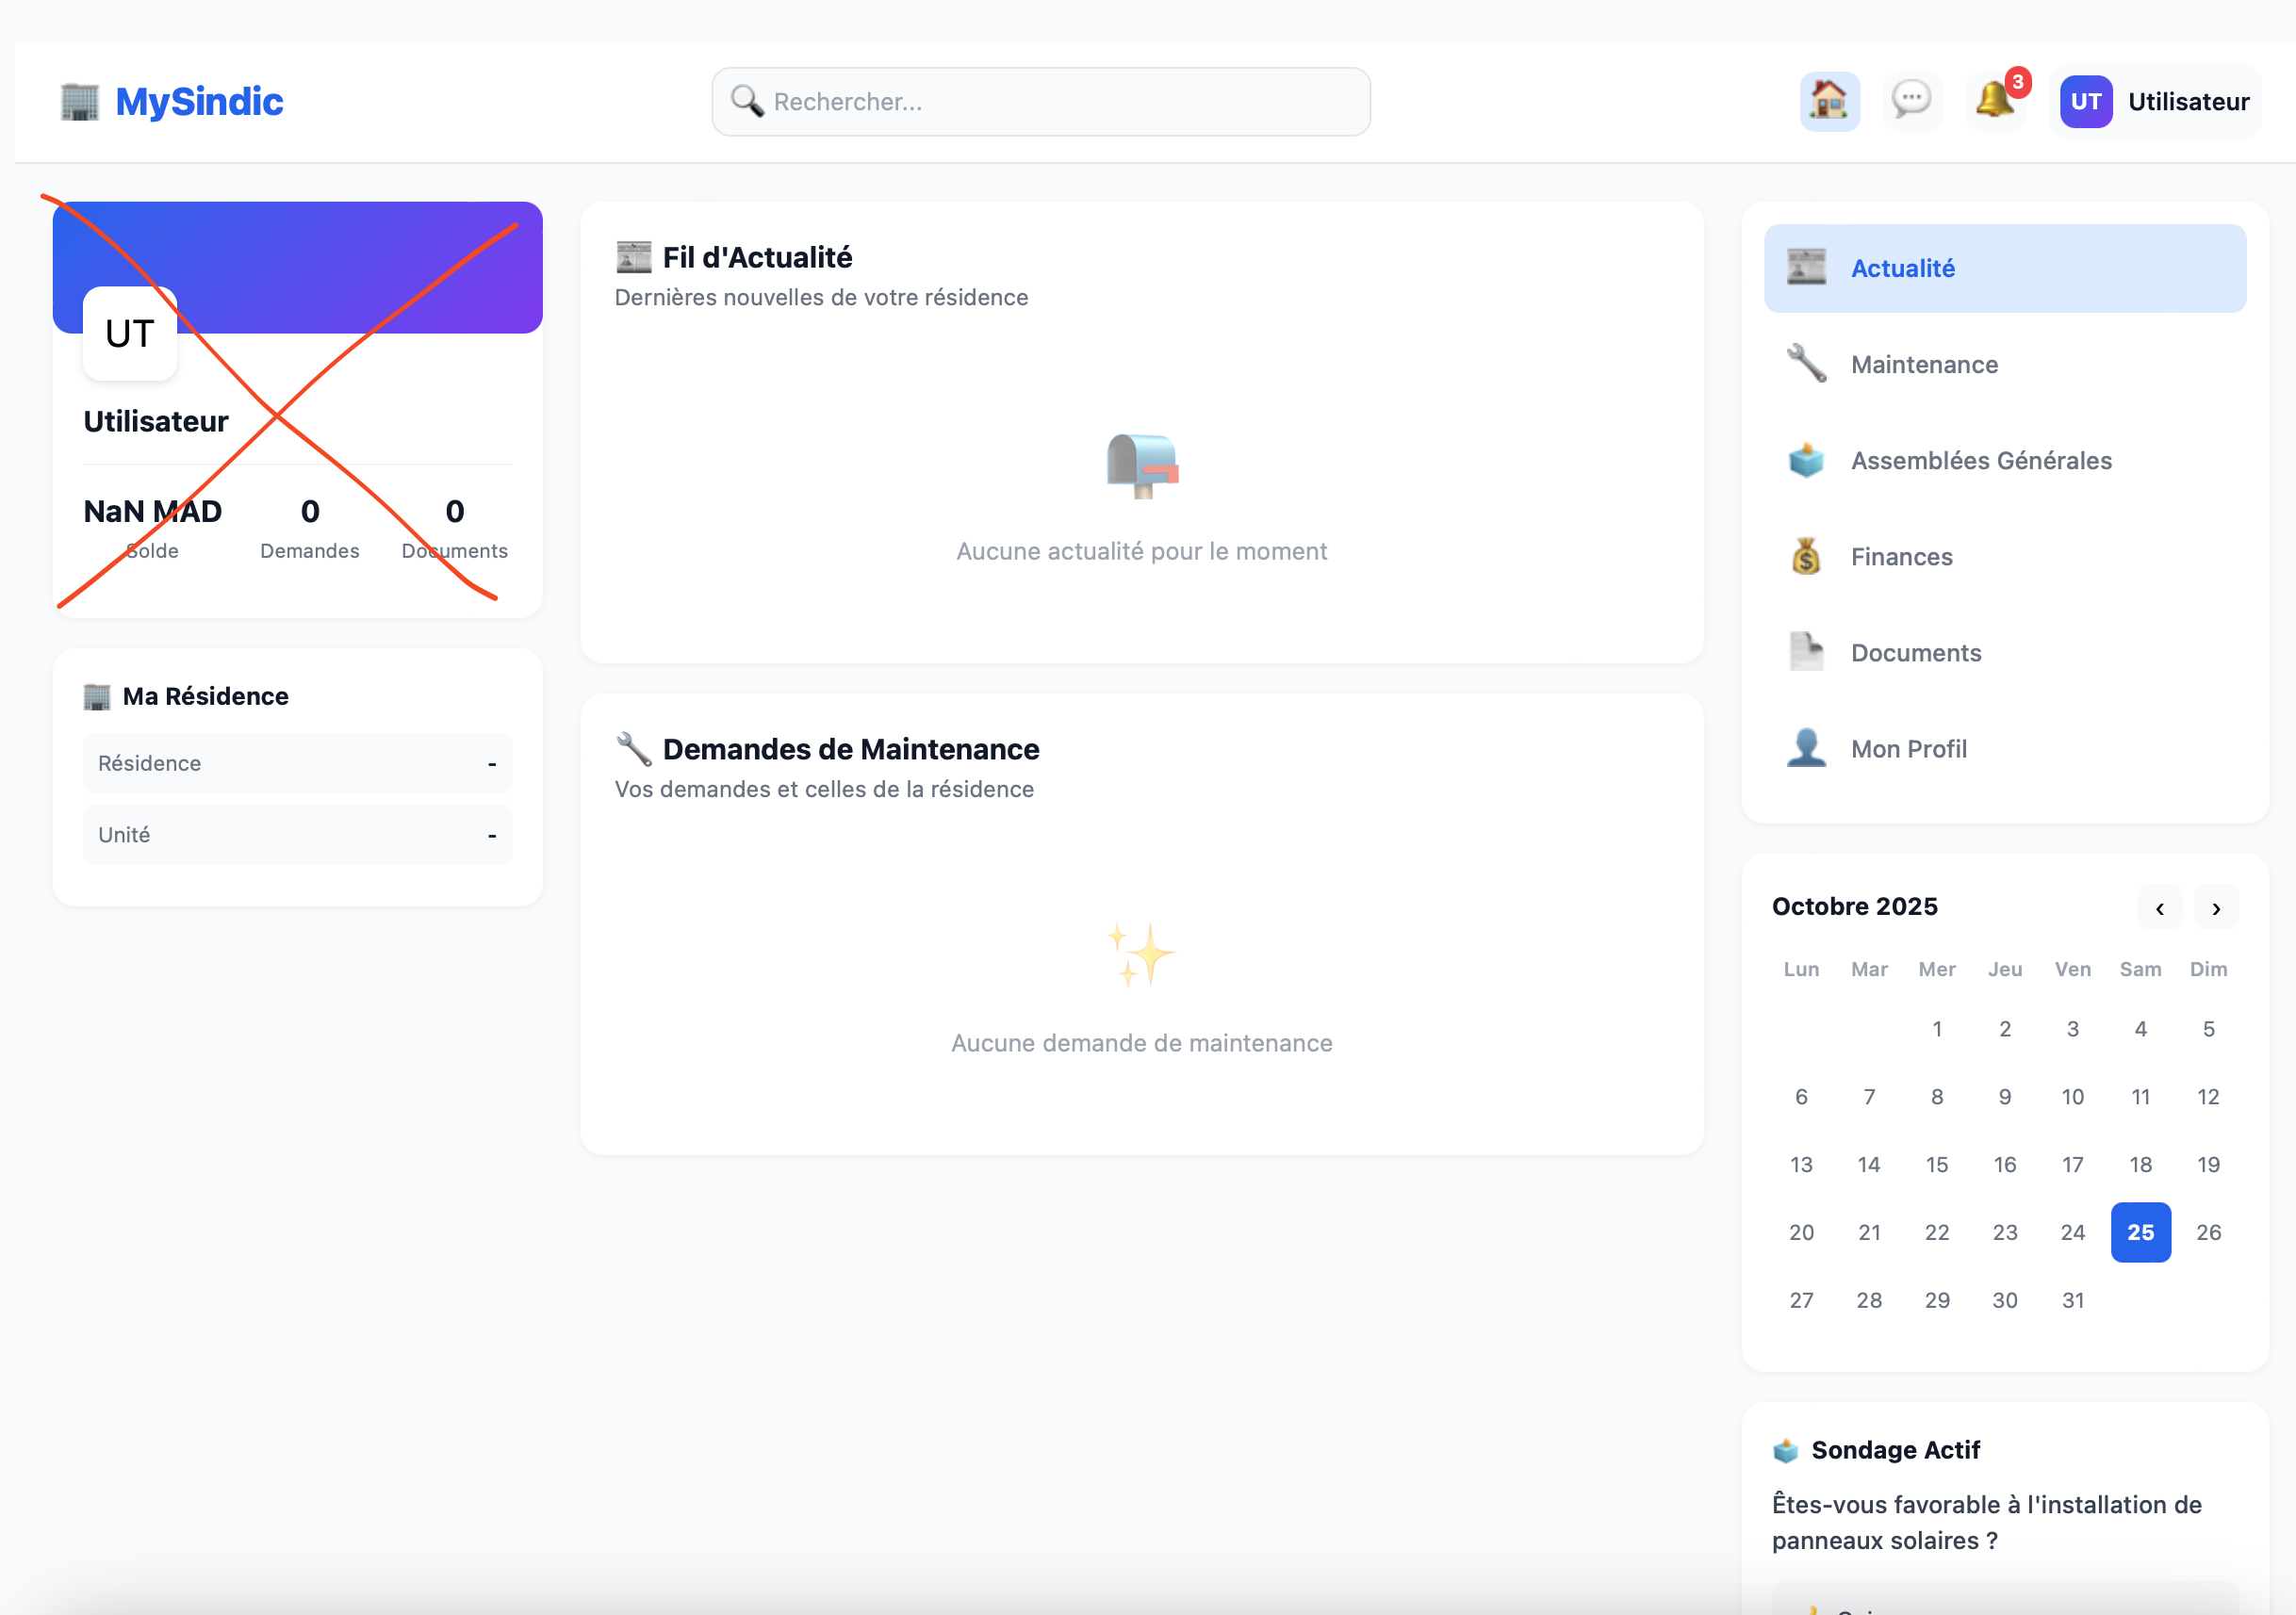 MySindic
Rechercher...
3
UT
Utilisateur
UT
Utilisateur
NaN MAD
0
0
Solde
Demandes
Documents
Ma Résidence
Résidence
-
Unité
-
Fil d'Actualité
Dernières nouvelles de votre résidence
Aucune actualité pour le moment
Demandes de Maintenance
Vos demandes et celles de la résidence
Aucune demande de maintenance
Actualité
Maintenance
Assemblées Générales
Finances
Documents
Mon Profil
Octobre 2025
‹ ›
Lun Mar Mer Jeu Ven Sam Dim
1 2 3 4 5
6 7 8 9 10 11 12
13 14 15 16 17 18 19
20 21 22 23 24 25 26
27 28 29 30 31
Sondage Actif
Êtes-vous favorable à l'installation de
panneaux solaires ?